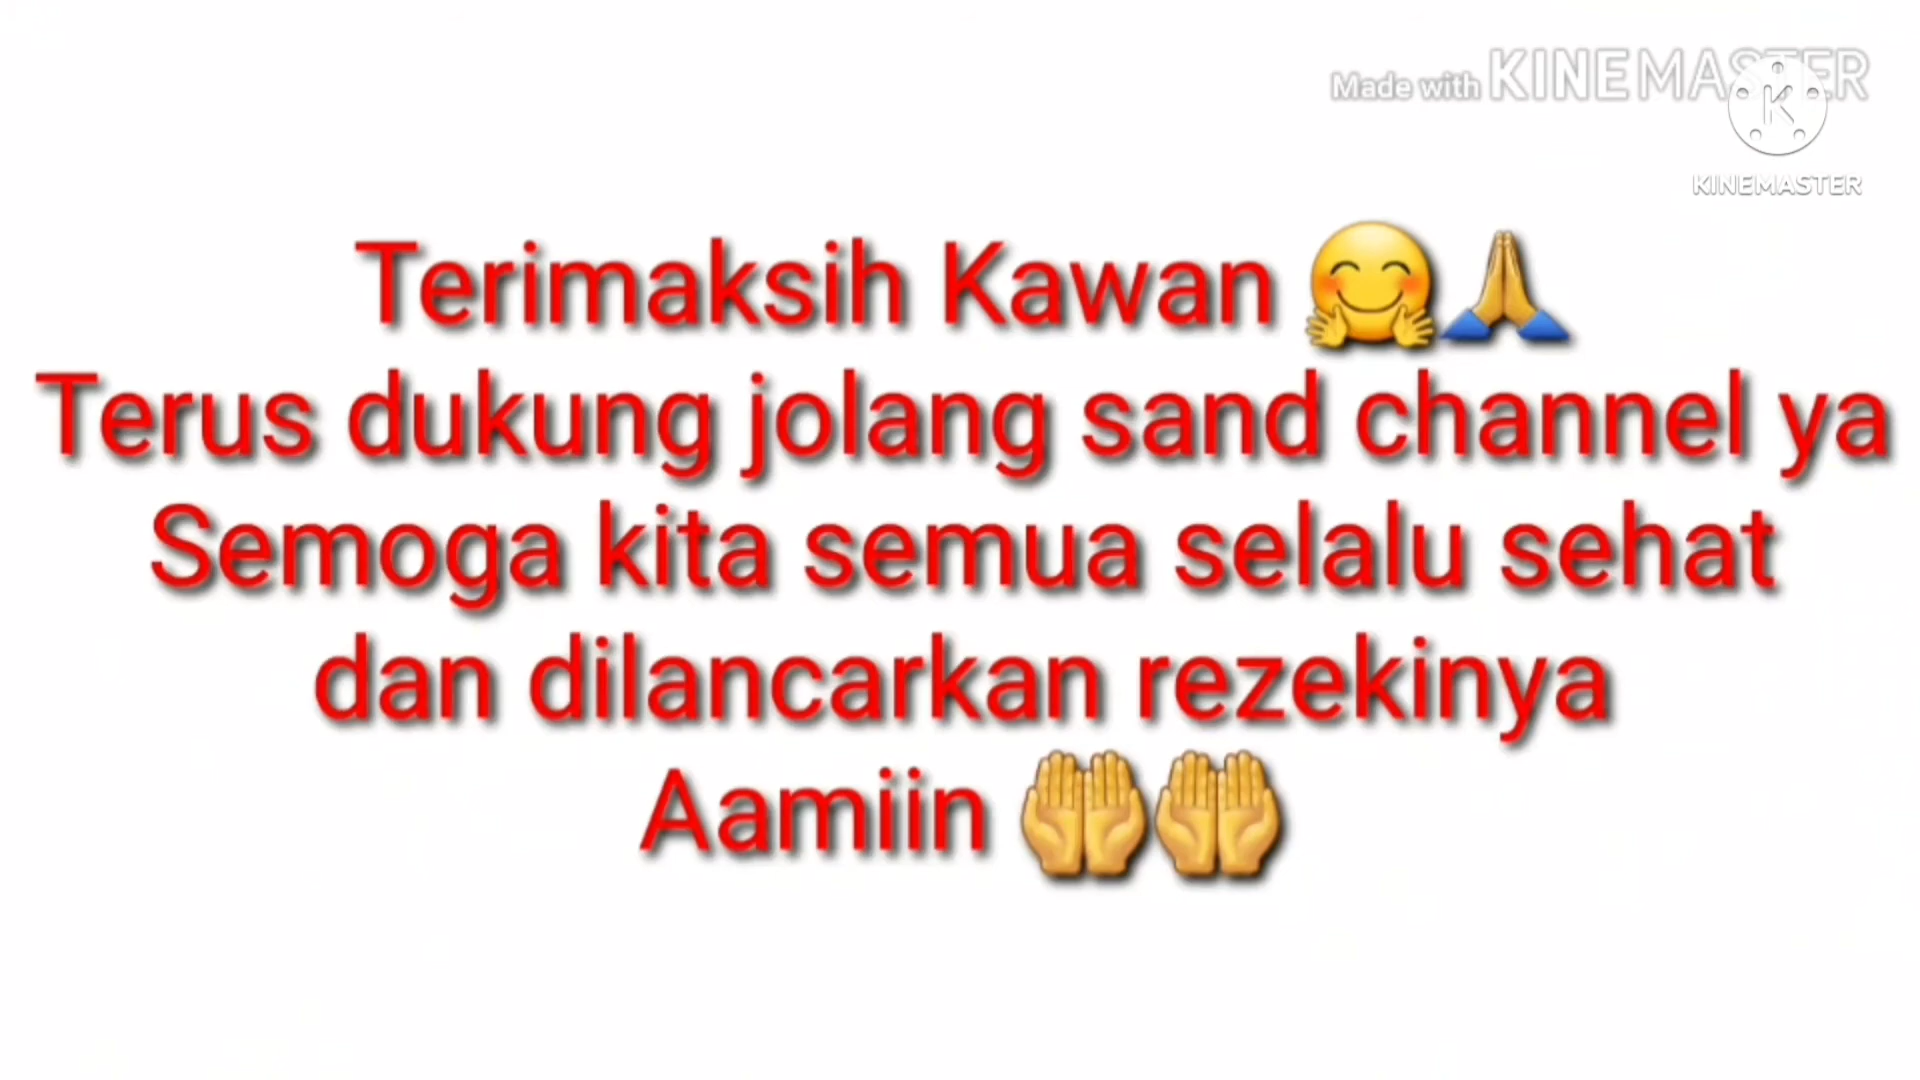 Made with KINEMASTER
K
KINEMASTER
Terimaksih Kawan 🤗🙏
Terus dukung jolang sand channel ya
Semoga kita semua selalu sehat
dan dilancarkan rezekinya
Aamiin 🤲🤲